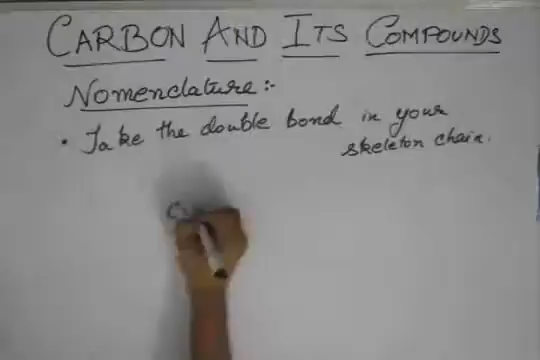 CARBON AND ITS COMPOUNDS
Nomenclature:-
• Take the double bond in your
skeleton chain.